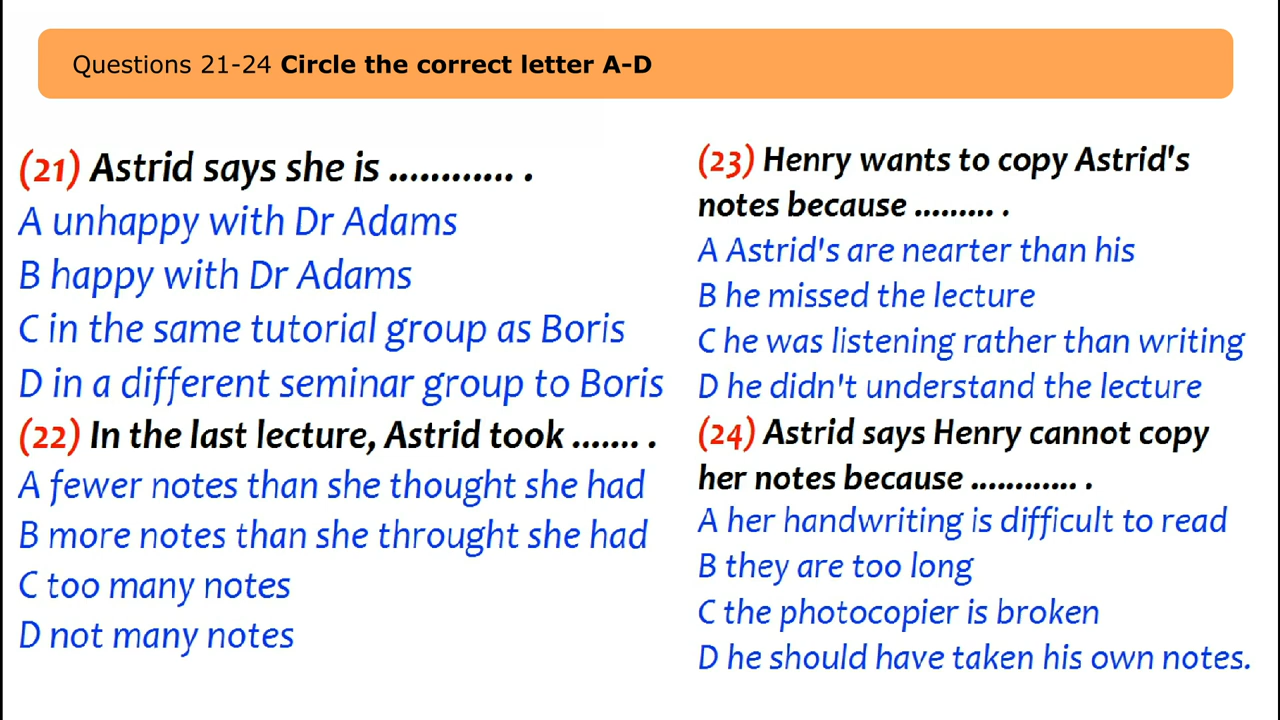 Questions 21-24 Circle the correct letter A-D
(21) Astrid says she is ............ .
A unhappy with Dr Adams
B happy with Dr Adams
C in the same tutorial group as Boris
D in a different seminar group to Boris
(22) In the last lecture, Astrid took ....... .
A fewer notes than she thought she had
B more notes than she throught she had
C too many notes
D not many notes
(23) Henry wants to copy Astrid's
notes because ......... .
A Astrid's are nearter than his
B he missed the lecture
C he was listening rather than writing
D he didn't understand the lecture
(24) Astrid says Henry cannot copy
her notes because ............ .
A her handwriting is difficult to read
B they are too long
C the photocopier is broken
D he should have taken his own notes.